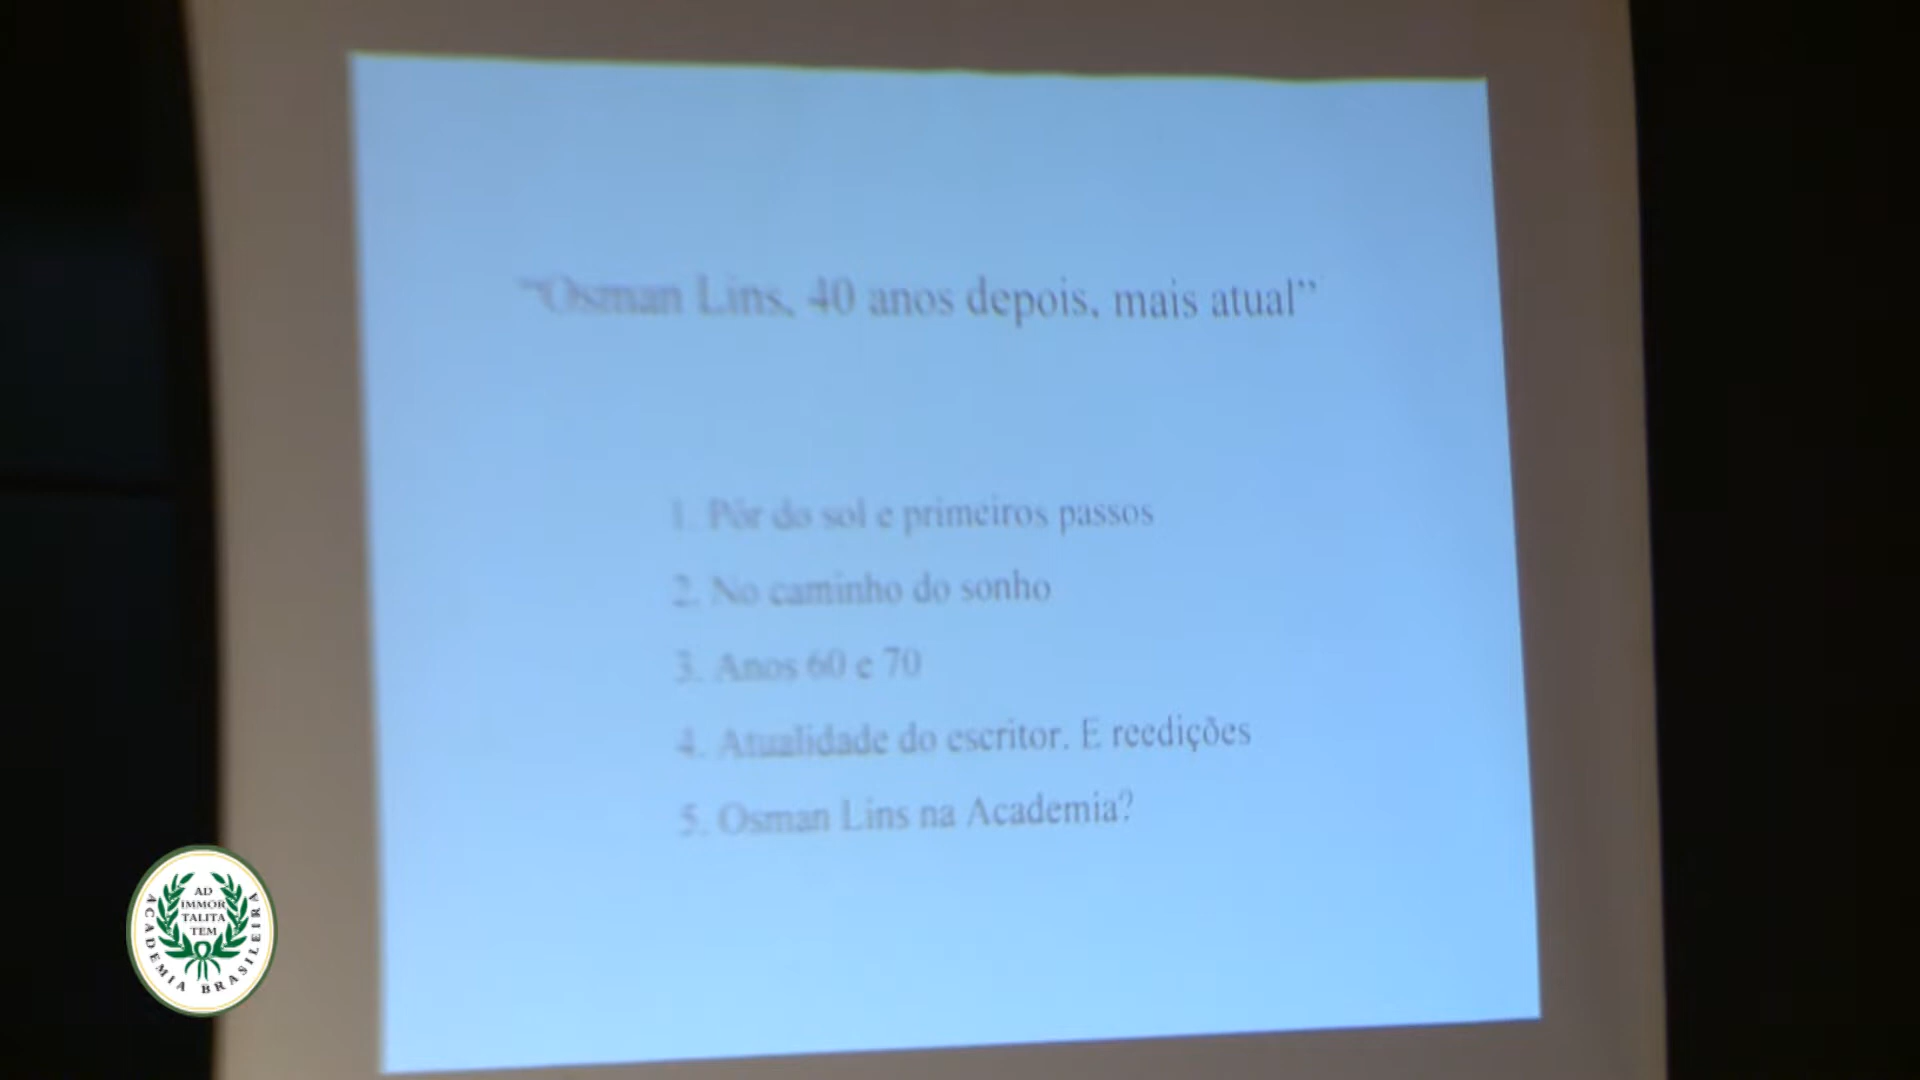 “Osman Lins, 40 anos depois, mais atual”
1. Pôr do sol e primeiros passos
2. No caminho do sonho
3. Anos 60 e 70
4. Atualidade do escritor. E reedições
5. Osman Lins na Academia?
AD
IMMOR
TALITA
TEM
ACADEMIA BRASILEIRA